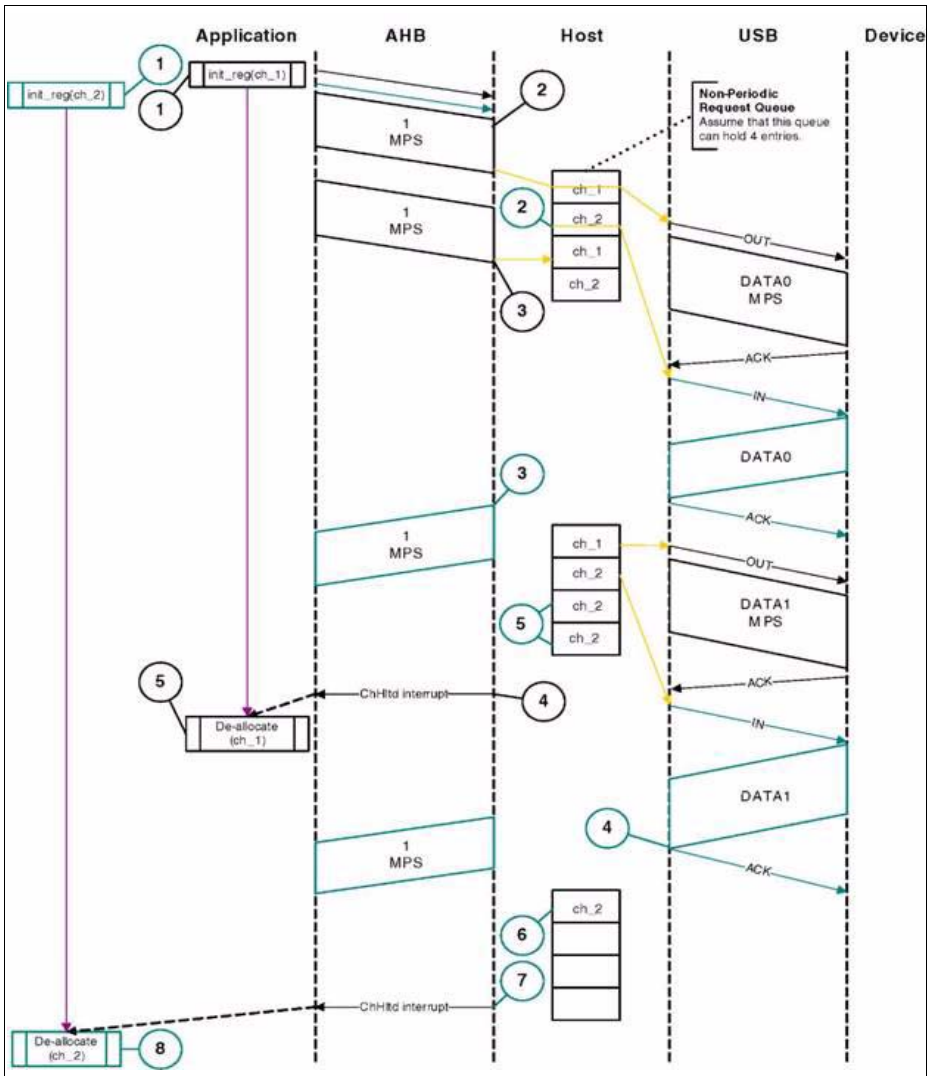 Application AHB Host USB Device
1
init_reg(ch_2)
init_reg(ch_1)
1
2
Non-Periodic
Request Queue
Assume that this queue
can hold 4 entries.
1
MPS
ch_1
2
ch_2
1
MPS
ch_1
ch_2
3
OUT
DATA0
MPS
ACK
IN
DATA0
3
ACK
1
MPS
ch_1
ch_2
ch_2
ch_2
5
OUT
DATA1
MPS
ACK
5
ChHltd interrupt
4
De-allocate
(ch_1)
IN
DATA1
4
1
MPS
ACK
ch_2
6
7
ChHltd interrupt
De-allocate
(ch_2)
8